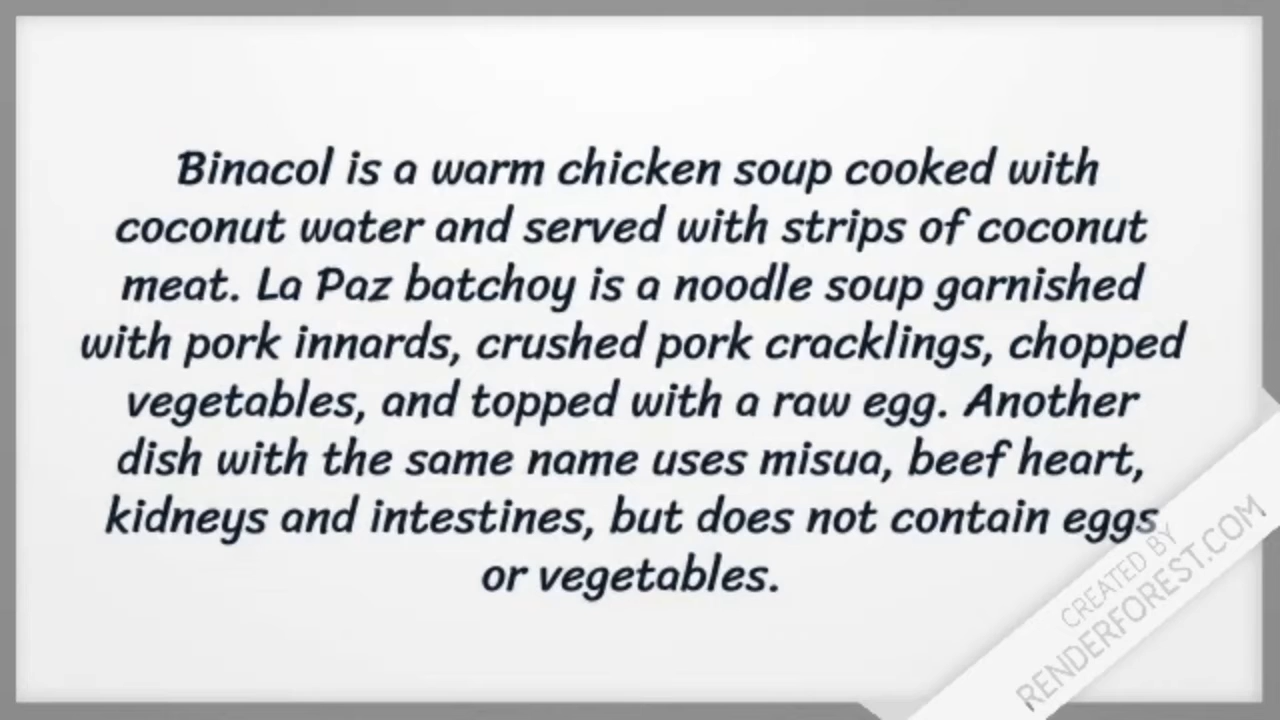 Binacol is a warm chicken soup cooked with
coconut water and served with strips of coconut
meat. La Paz batchoy is a noodle soup garnished
with pork innards, crushed pork cracklings, chopped
vegetables, and topped with a raw egg. Another
dish with the same name uses misua, beef heart,
kidneys and intestines, but does not contain eggs
or vegetables.
CREATED BY
RENDERFOREST.COM